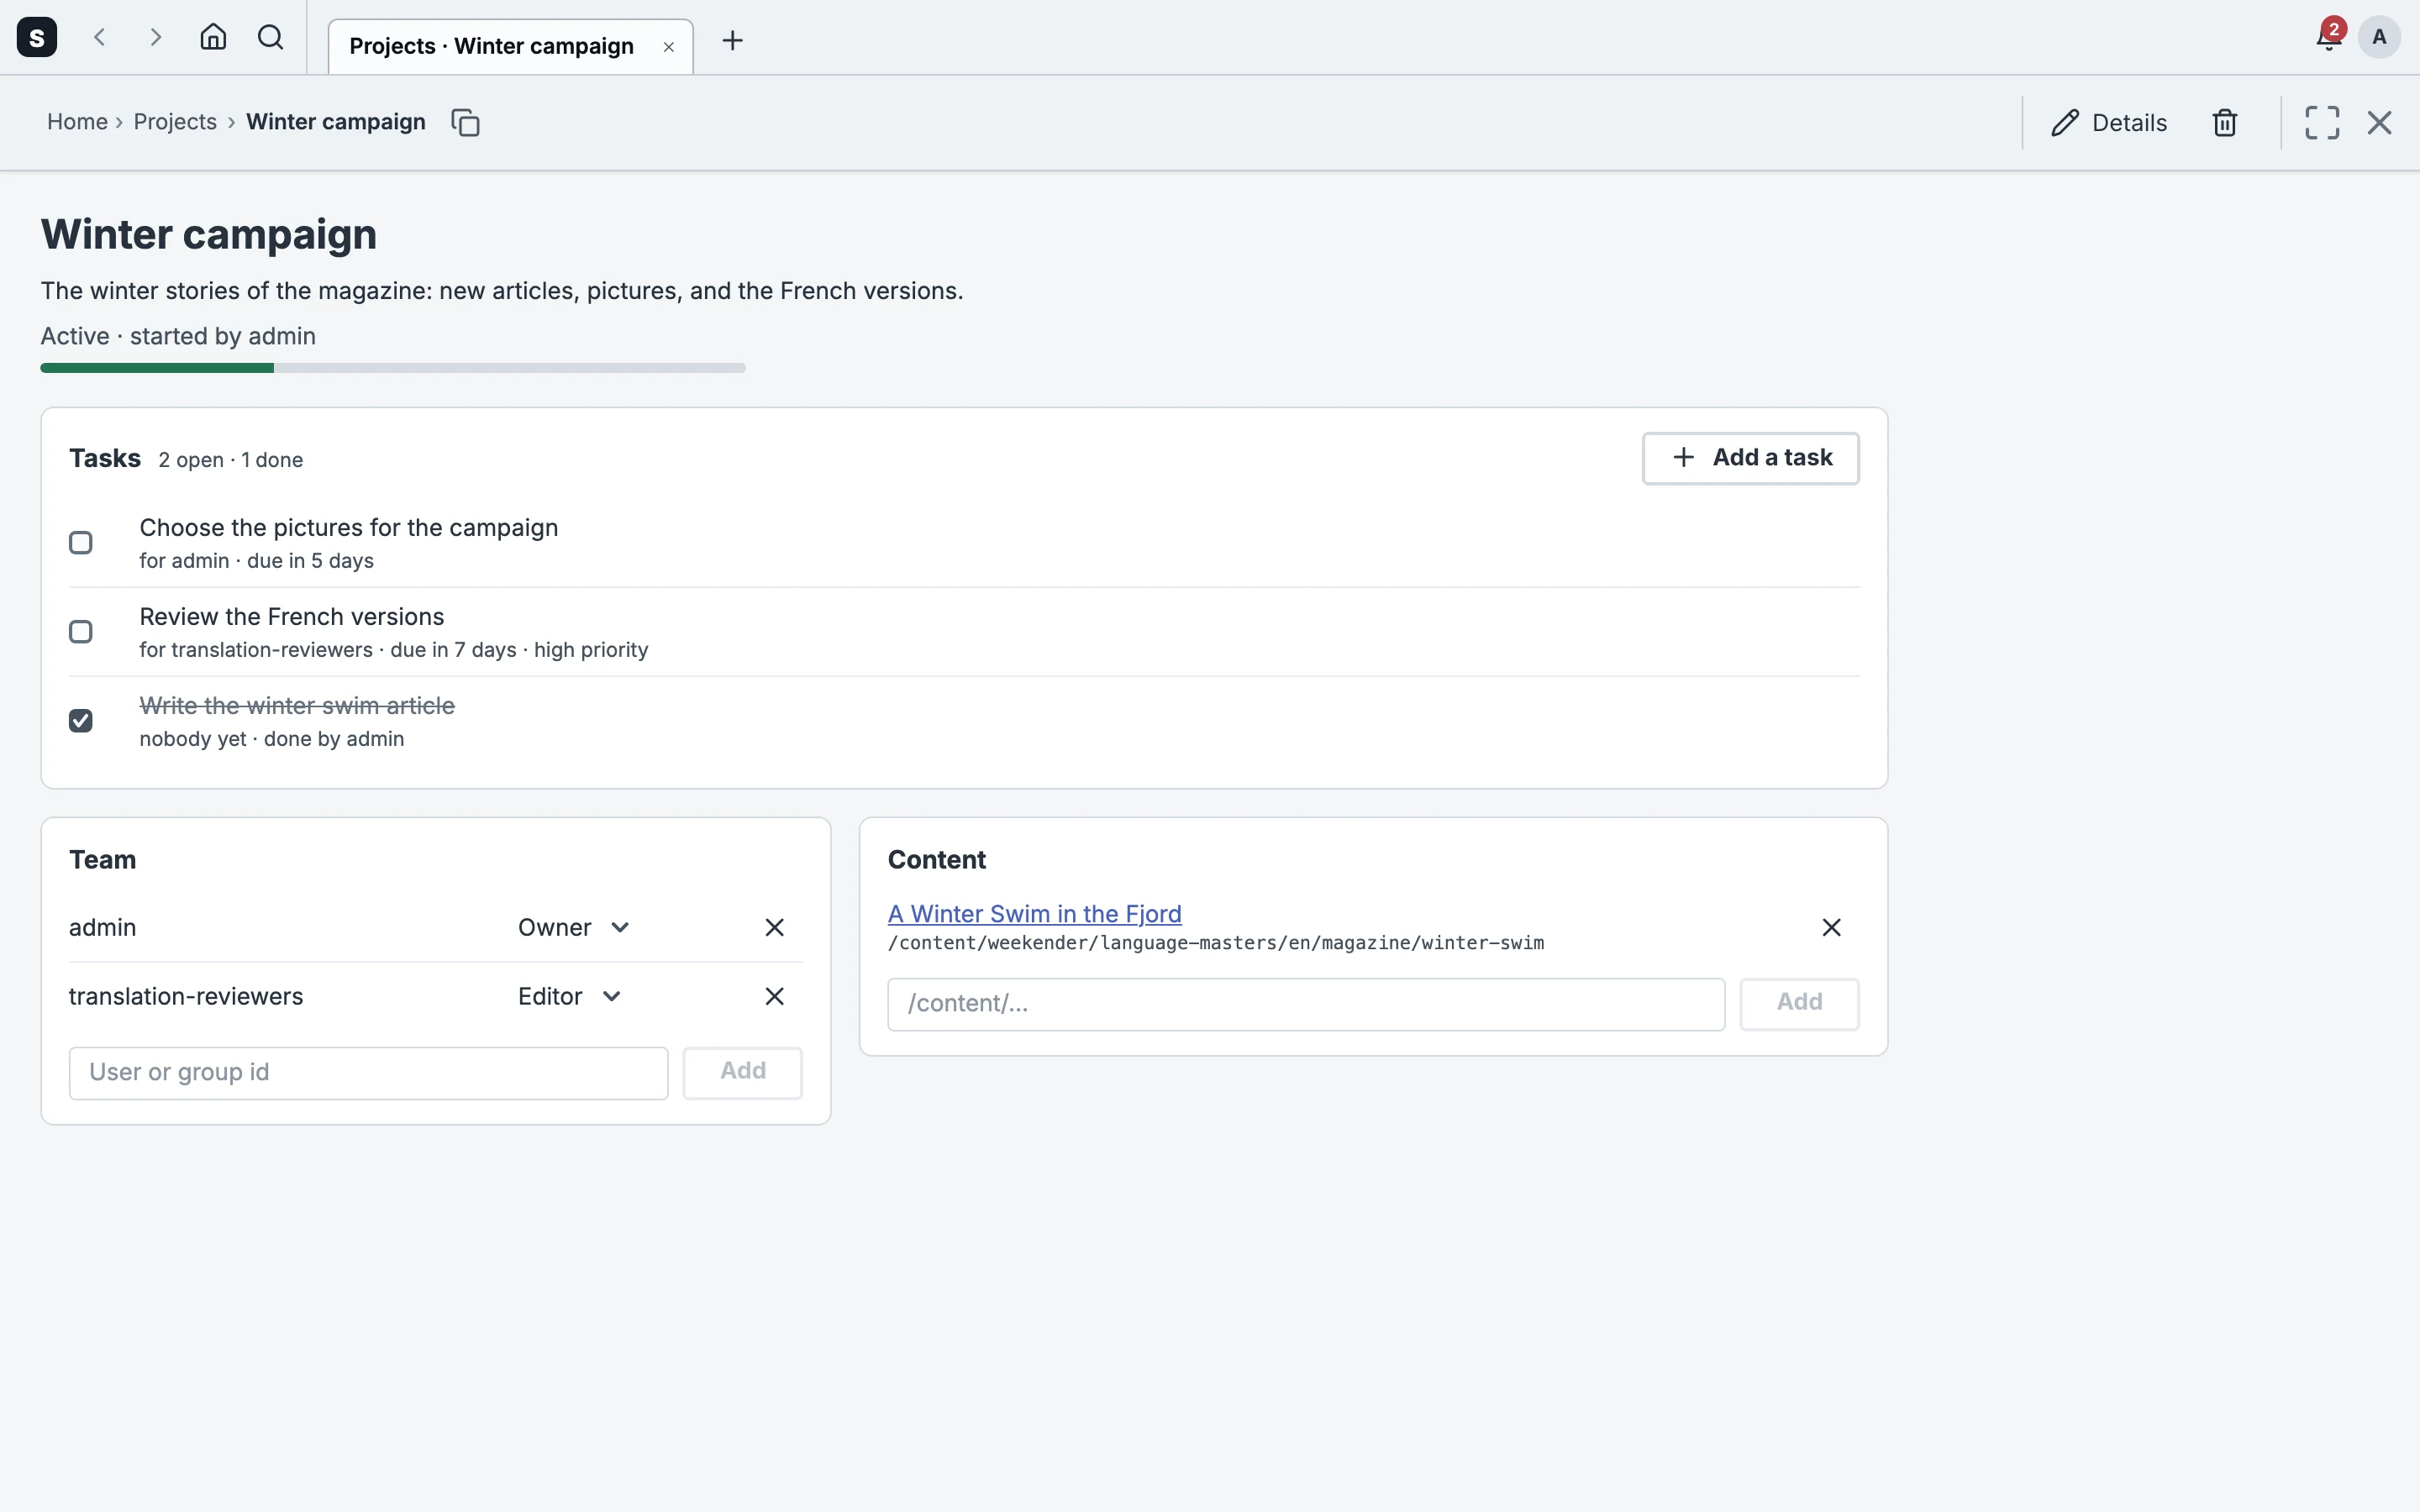 S
Projects · Winter campaign
2
A
Home › Projects › Winter campaign
Details
Winter campaign
The winter stories of the magazine: new articles, pictures, and the French versions.
Active · started by admin
Tasks 2 open · 1 done
Add a task
Choose the pictures for the campaign
for admin · due in 5 days
Review the French versions
for translation-reviewers · due in 7 days · high priority
Write the winter swim article
nobody yet · done by admin
Team
admin Owner
translation-reviewers Editor
User or group id Add
Content
A Winter Swim in the Fjord
/content/weekender/language-masters/en/magazine/winter-swim
/content/... Add